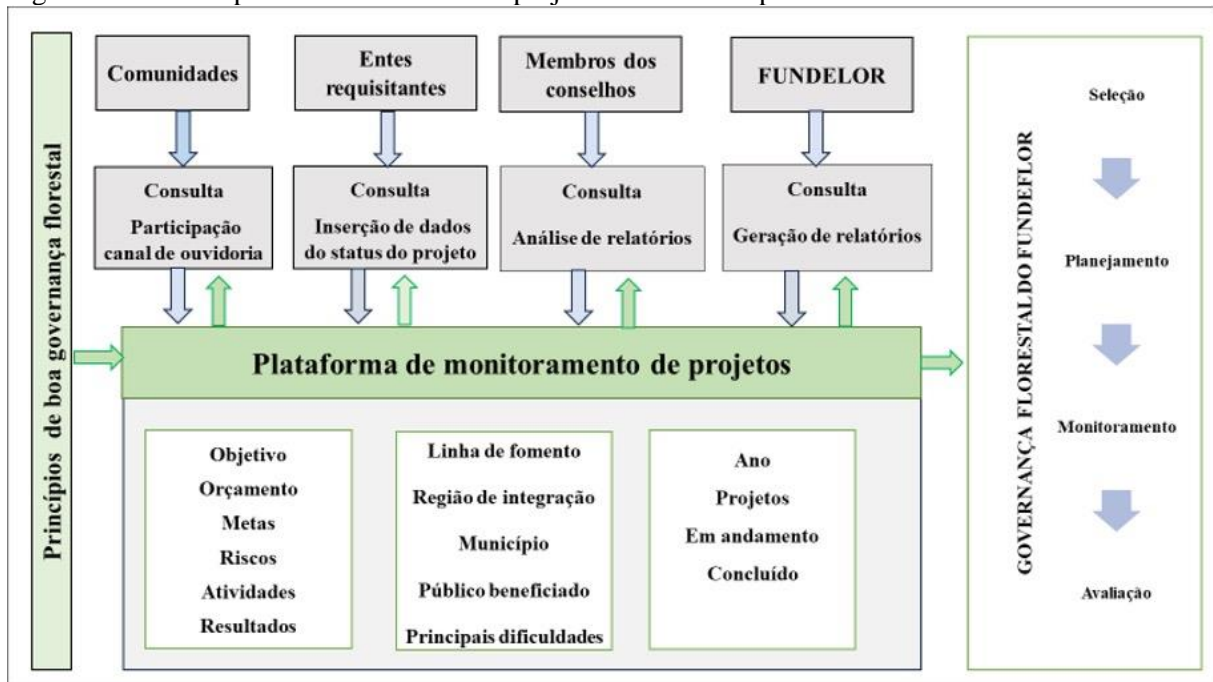 Princípios de boa governança florestal
Comunidades
Entes
requisitantes
Membros dos
conselhos
FUNDELOR
Consulta
Participação
canal de ouvidoria
Consulta
Inserção de dados
do status do projeto
Consulta
Análise de relatórios
Consulta
Geração de relatórios
Plataforma de monitoramento de projetos
Objetivo
Orçamento
Metas
Riscos
Atividades
Resultados
Linha de fomento
Região de integração
Município
Público beneficiado
Principais dificuldades
Ano
Projetos
Em andamento
Concluído
GOVERNANÇA FLORESTAL DO FUNDEFLOR
Seleção
Planejamento
Monitoramento
Avaliação